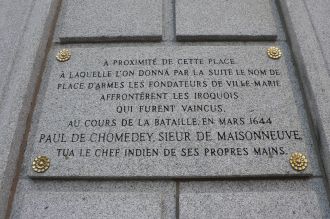 À PROXIMITÉ DE CETTE PLACE,
À LAQUELLE L'ON DONNA PAR LA SUITE LE NOM DE
PLACE D'ARMES LES FONDATEURS DE VILLE-MARIE
AFFRONTÈRENT LES IROQUOIS
QUI FURENT VAINCUS.
AU COURS DE LA BATAILLE, EN MARS 1644
PAUL DE CHOMEDEY, SIEUR DE MAISONNEUVE,
TUA LE CHEF INDIEN DE SES PROPRES MAINS.